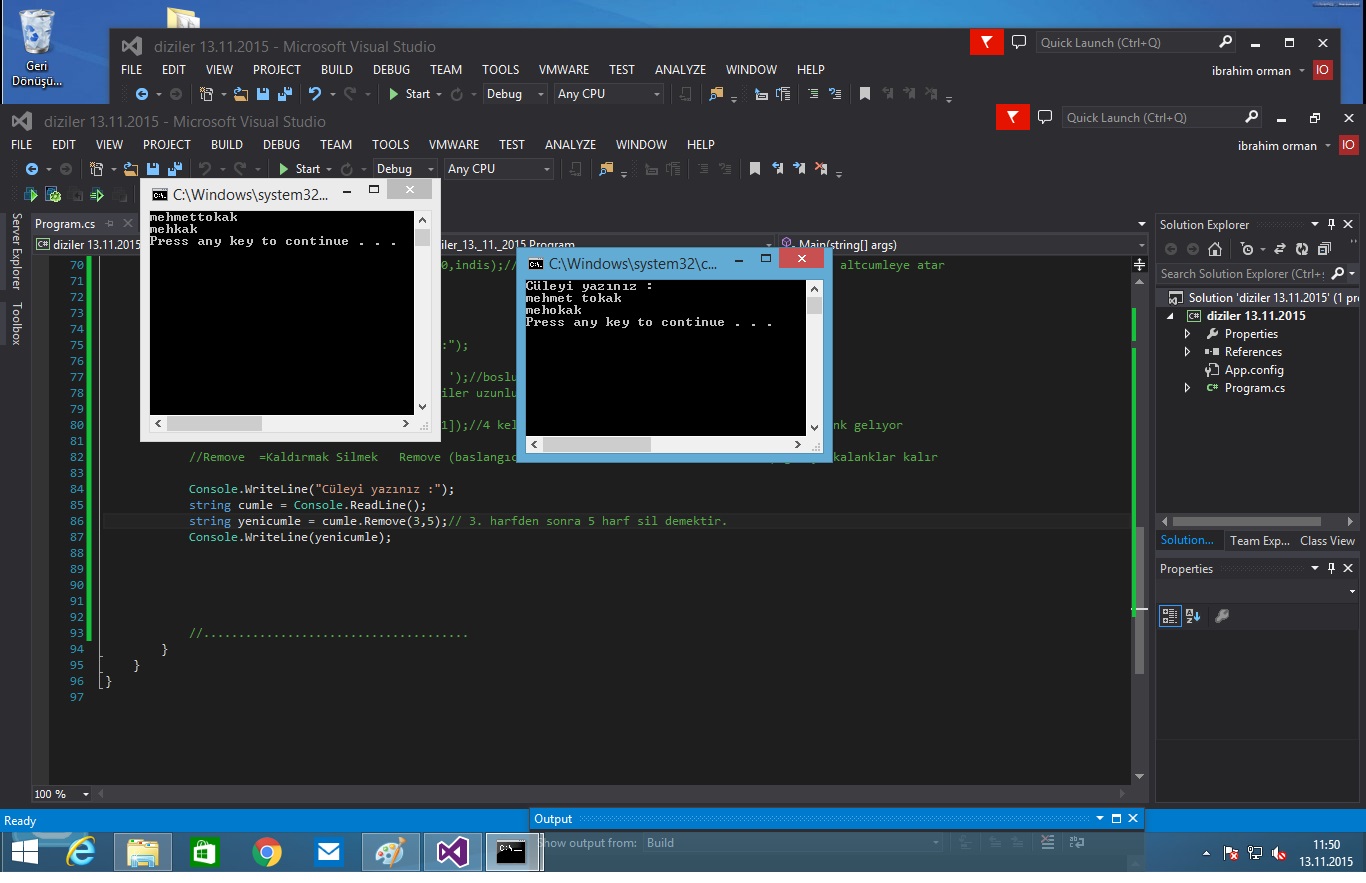 Geri
Dönüşü...
diziler 13.11.2015 - Microsoft Visual Studio
Quick Launch (Ctrl+Q)
FILE EDIT VIEW PROJECT BUILD DEBUG TEAM TOOLS VMWARE TEST ANALYZE WINDOW HELP
ibrahim orman IO
Start Debug Any CPU
diziler 13.11.2015 - Microsoft Visual Studio
Quick Launch (Ctrl+Q)
FILE EDIT VIEW PROJECT BUILD DEBUG TEAM TOOLS VMWARE TEST ANALYZE WINDOW HELP
ibrahim orman IO
Start Debug Any CPU
Server Explorer
Toolbox
Program.cs
diziler 13.11.2015
iler_13._11._2015.Program
Main(string[] args)
C:\Windows\system32...
mehmettokak
mehkak
Press any key to continue . . .
C:\Windows\system32\c...
Cüleyi yazınız :
mehmet tokak
mehokak
Press any key to continue . . .
70 0,indis);// altcumleye atar
71
72
73
74
75 :");
76
77 ');//boslu
78 iler uzunlu
79
80 1]);//4 kel nk gelıyor
81
82 //Remove =Kaldırmak Silmek Remove (baslangıc kalanklar kalır
83
84 Console.WriteLine("Cüleyi yazınız :");
85 string cumle = Console.ReadLine();
86 string yenicumle = cumle.Remove(3,5);// 3. harfden sonra 5 harf sil demektir.
87 Console.WriteLine(yenicumle);
88
89
90
91
92
93 //......................................
94 }
95 }
96 }
97
100 %
Solution Explorer
Search Solution Explorer (Ctrl+;
Solution 'diziler 13.11.2015' (1 pr
diziler 13.11.2015
Properties
References
App.config
Program.cs
Solution... Team Exp... Class View
Properties
Ready
Output
Show output from: Build
11:50
13.11.2015